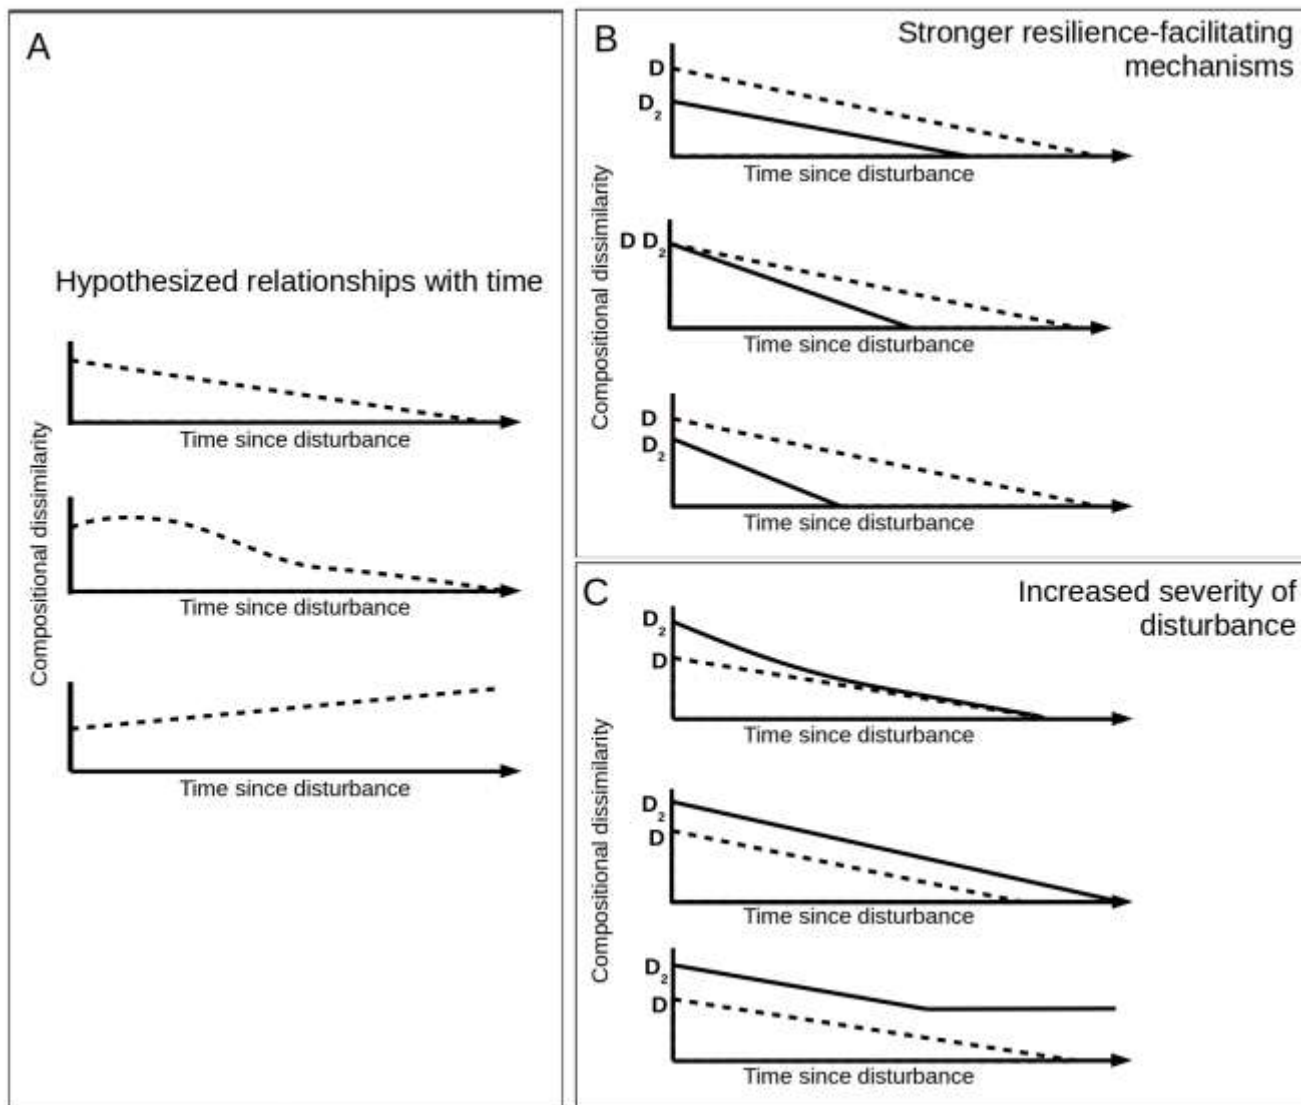 A
Hypothesized relationships with time
Compositional dissimilarity
Time since disturbance
Time since disturbance
Time since disturbance
B
Stronger resilience-facilitating
mechanisms
Compositional dissimilarity
D
D2
Time since disturbance
D D2
Time since disturbance
D
D2
Time since disturbance
C
Increased severity of
disturbance
Compositional dissimilarity
D2
D
Time since disturbance
D2
D
Time since disturbance
D2
D
Time since disturbance